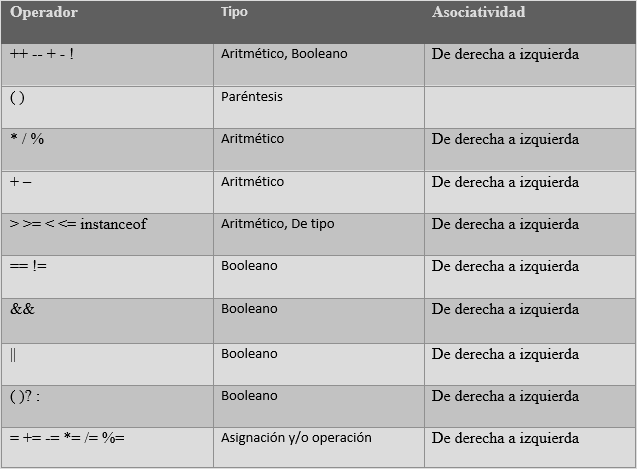 Operador Tipo Asociatividad
++ -- + - ! Aritmético, Booleano De derecha a izquierda
( ) Paréntesis
* / % Aritmético De derecha a izquierda
+ – Aritmético De derecha a izquierda
> >= < <= instanceof Aritmético, De tipo De derecha a izquierda
== != Booleano De derecha a izquierda
&& Booleano De derecha a izquierda
|| Booleano De derecha a izquierda
( )? : Booleano De derecha a izquierda
= += -= *= /= %= Asignación y/o operación De derecha a izquierda